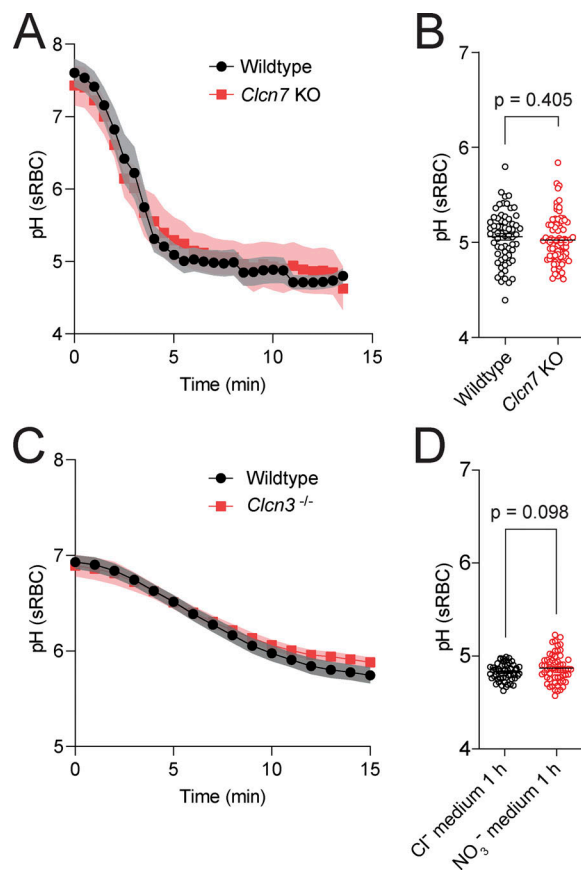 A
8
7
6
5
4
pH (sRBC)
0
5
10
15
Time (min)
Wildtype
Clcn7 KO
B
7
6
5
4
pH (sRBC)
p = 0.405
Wildtype
Clcn7 KO
C
8
7
6
5
pH (sRBC)
0
5
10
15
Time (min)
Wildtype
Clcn3 -/-
D
7
6
5
4
pH (sRBC)
p = 0.098
Cl⁻ medium 1 h
NO₃⁻ medium 1 h